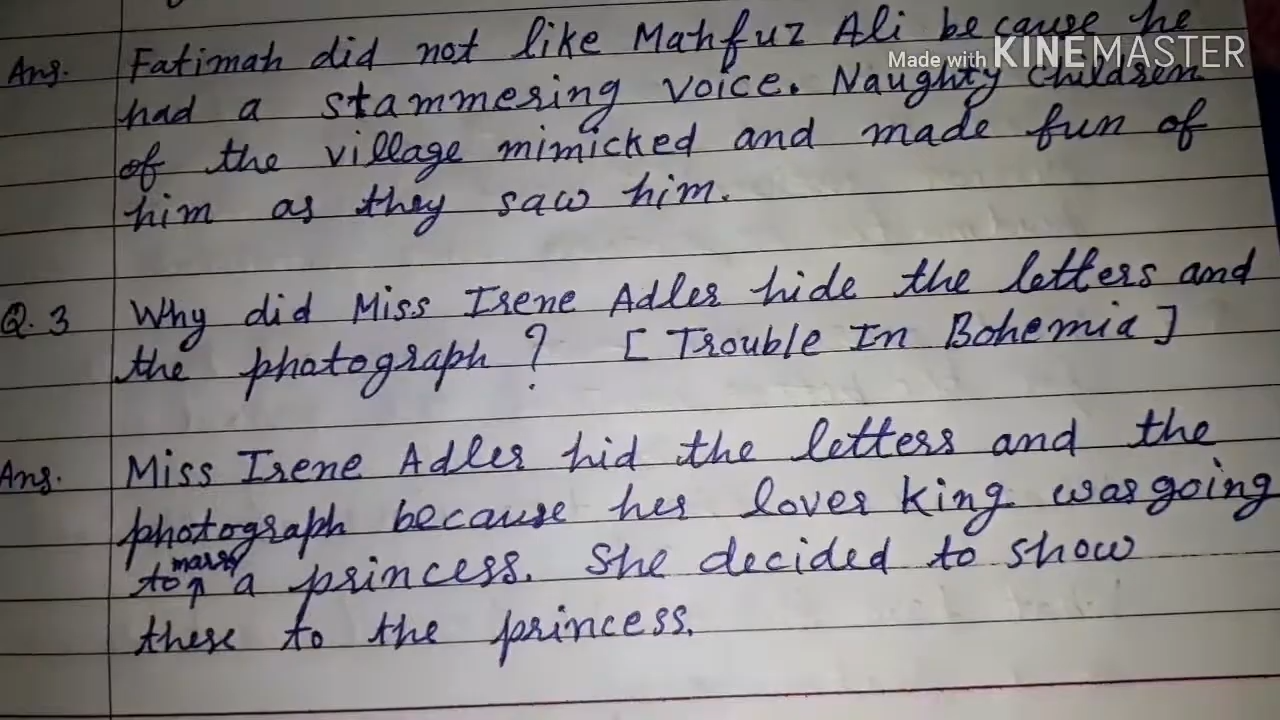 Made with KINEMASTER
Ans. Fatimah did not like Mahfuz Ali because he
had a stammering voice. Naughty Children
of the village mimicked and made fun of
him as they saw him.
Q.3 Why did Miss Irene Adler hide the letters and
the photograph? [Trouble In Bohemia]
Ans. Miss Irene Adler hid the letters and the
photograph because her lover king was going
to marry a princess. She decided to show
these to the princess.